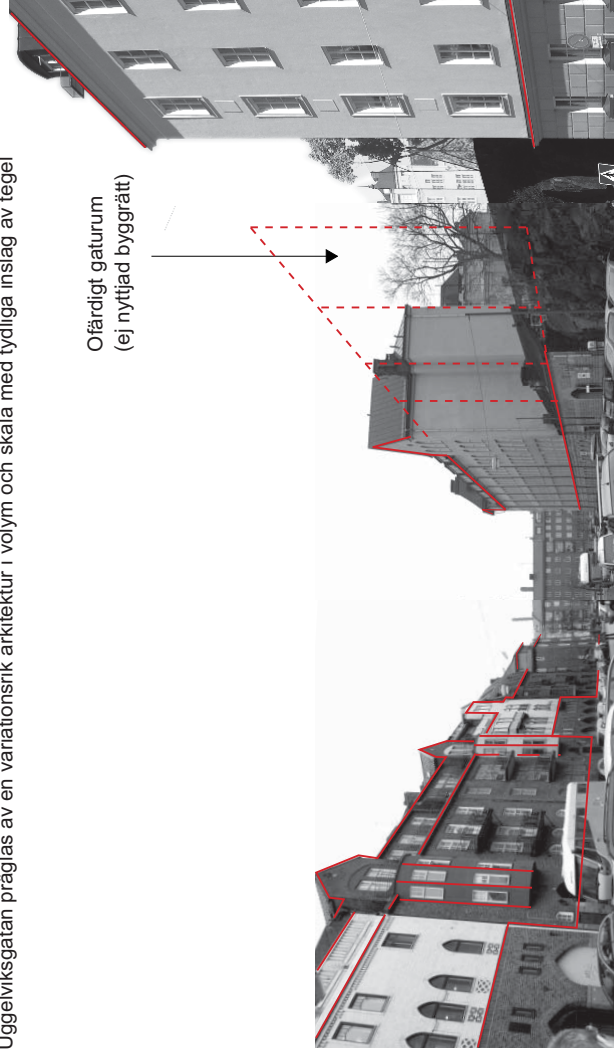 Uggelviksgatan präglas av en variationsrik arkitektur i volym och skala med tydliga inslag av tegel
Ofärdigt gaturum
(ej nyttjad byggrätt)